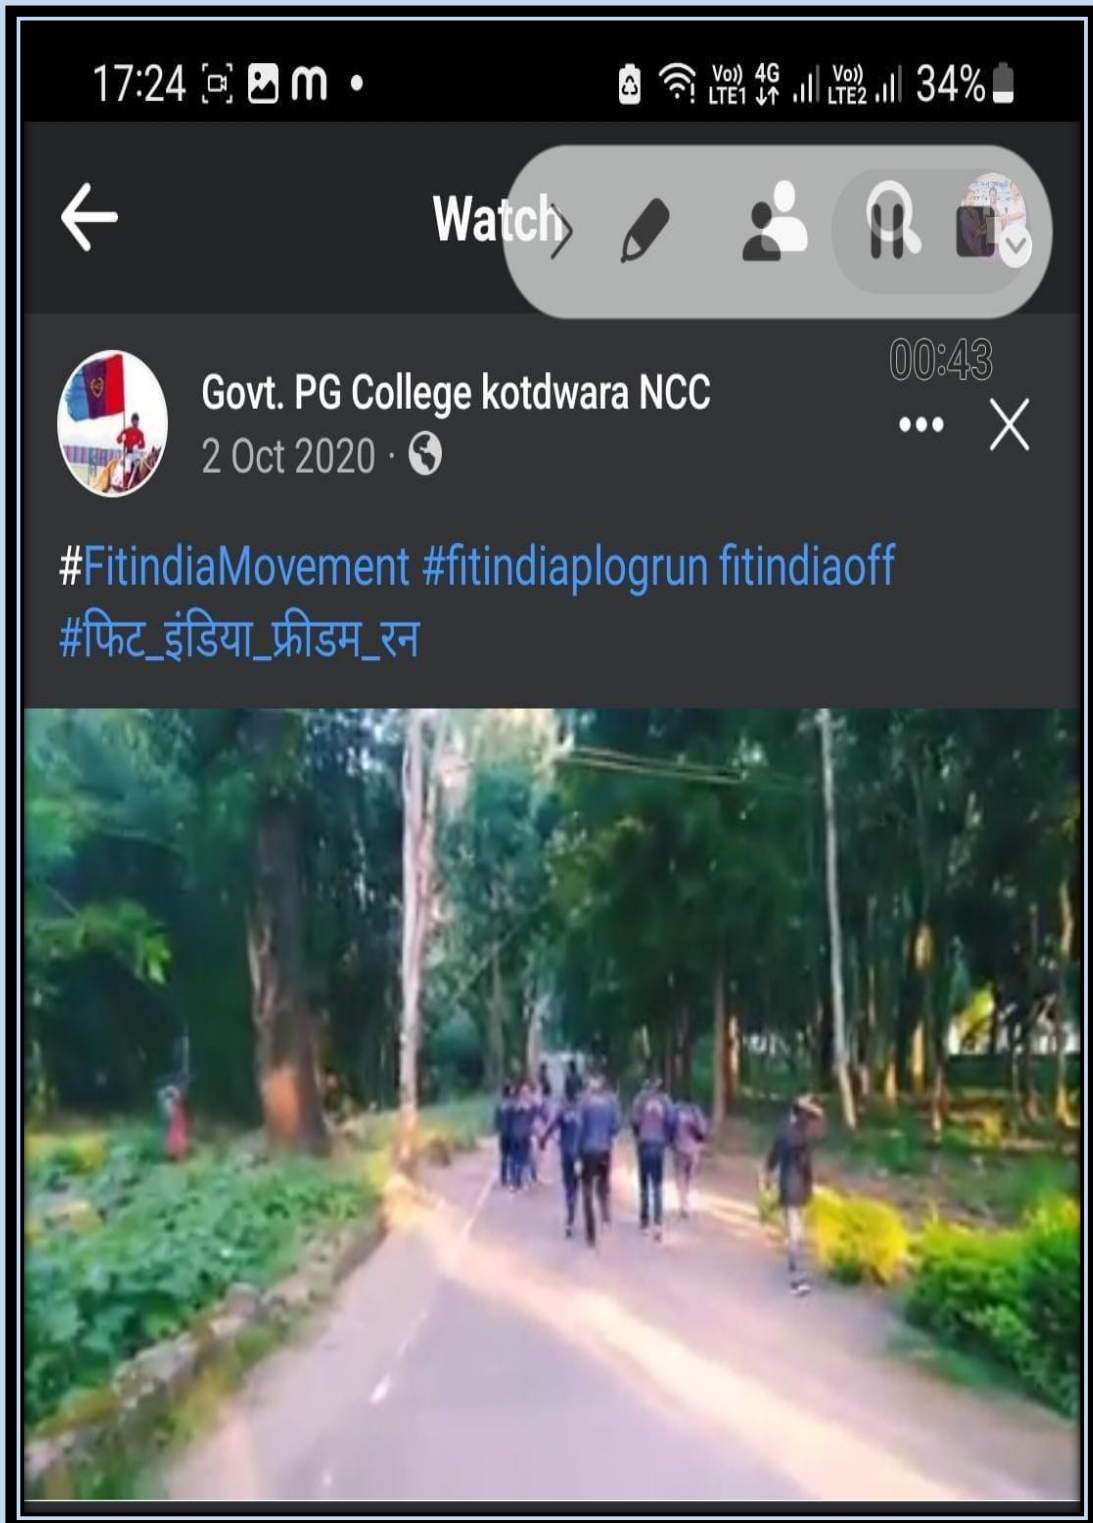 17:24 m Vo)) LTE1 4G Vo)) LTE2 34%
Watch
00:43
Govt. PG College kotdwara NCC
2 Oct 2020 ·
#FitindiaMovement #fitindiaplogrun fitindiaoff
#फिट_इंडिया_फ्रीडम_रन